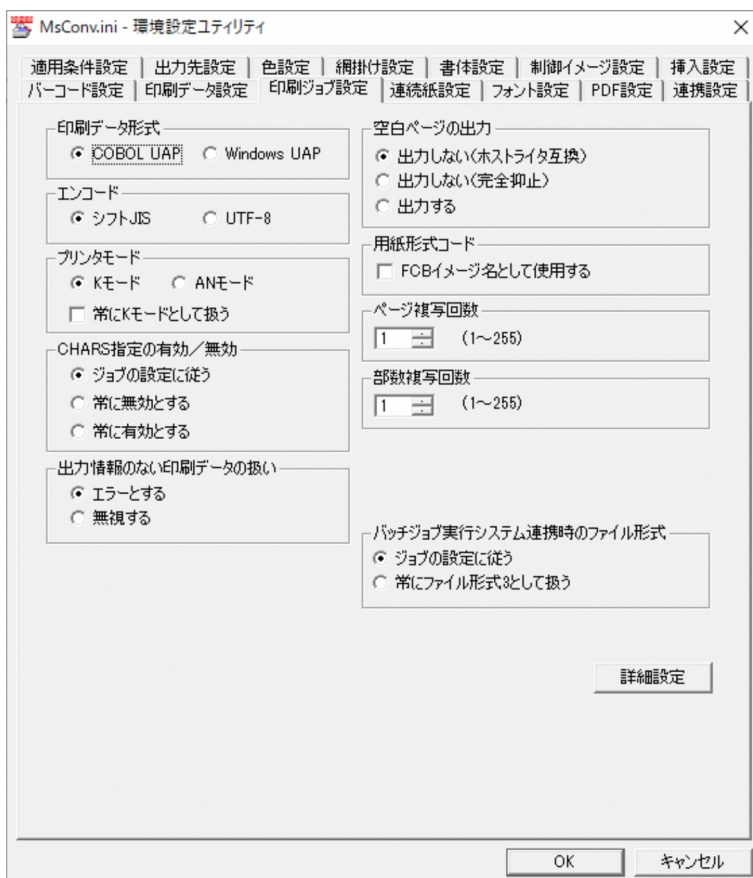 MsConv.ini - 環境設定ユティリティ
適用条件設定 出力先設定 色設定 網掛け設定 書体設定 制御イメージ設定 挿入設定
バーコード設定 印刷データ設定 印刷ジョブ設定 連続紙設定 フォント設定 PDF設定 連携設定
印刷データ形式
COBOL UAP Windows UAP
エンコード
シフトJIS UTF-8
プリンタモード
Kモード ANモード
常にKモードとして扱う
CHARS指定の有効/無効
ジョブの設定に従う
常に無効とする
常に有効とする
出力情報のない印刷データの扱い
エラーとする
無視する
空白ページの出力
出力しない(ホストライタ互換)
出力しない(完全抑止)
出力する
用紙形式コード
FCBイメージ名として使用する
ページ複写回数
1 (1~255)
部数複写回数
1 (1~255)
バッチジョブ実行システム連携時のファイル形式
ジョブの設定に従う
常にファイル形式3として扱う
詳細設定
OK キャンセル